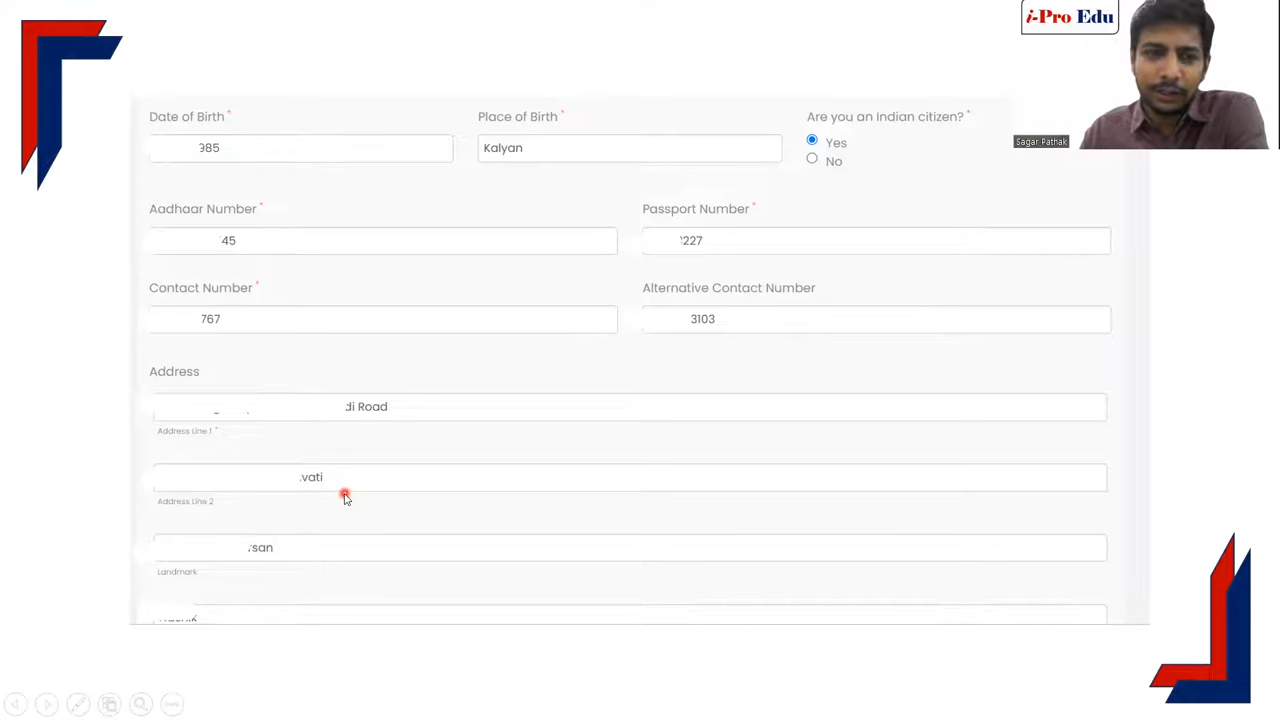 i-Pro Edu
Sagar Pathak
Date of Birth *
Place of Birth *
Are you an Indian citizen? *
985
Kalyan
Yes
No
Aadhaar Number *
Passport Number *
45
227
Contact Number *
Alternative Contact Number
767
3103
Address
di Road
Address Line 1 *
vati
Address Line 2
rsan
Landmark